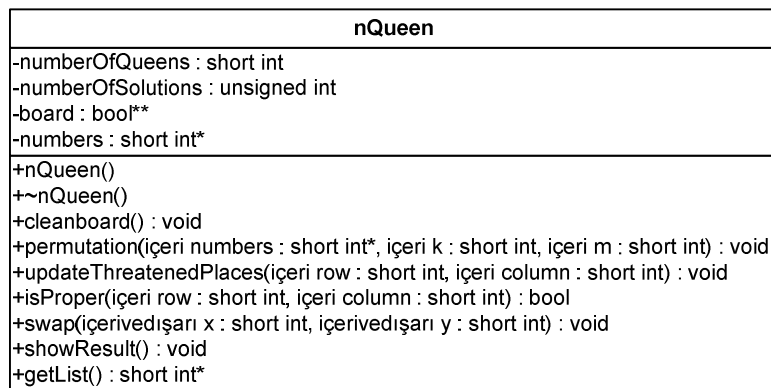 nQueen
-numberOfQueens : short int
-numberOfSolutions : unsigned int
-board : bool**
-numbers : short int*
+nQueen()
+~nQueen()
+cleanboard() : void
+permutation(içeri numbers : short int*, içeri k : short int, içeri m : short int) : void
+updateThreatenedPlaces(içeri row : short int, içeri column : short int) : void
+isProper(içeri row : short int, içeri column : short int) : bool
+swap(içerivedışarı x : short int, içerivedışarı y : short int) : void
+showResult() : void
+getList() : short int*